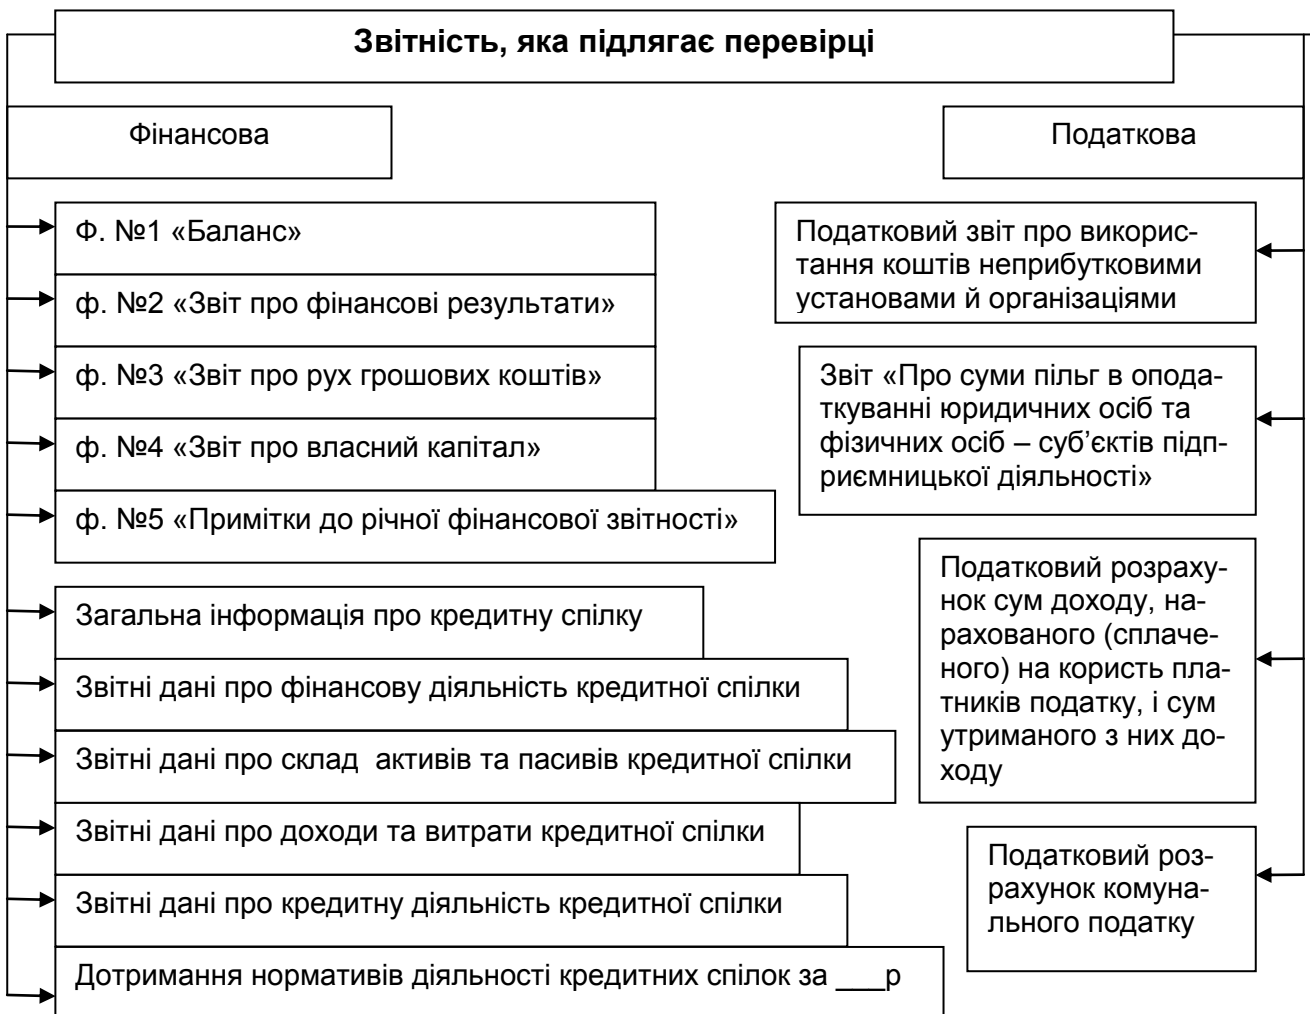 Звітність, яка підлягає перевірці
Фінансова
Ф. №1 «Баланс»
ф. №2 «Звіт про фінансові результати»
ф. №3 «Звіт про рух грошових коштів»
ф. №4 «Звіт про власний капітал»
ф. №5 «Примітки до річної фінансової звітності»
Загальна інформація про кредитну спілку
Звітні дані про фінансову діяльність кредитної спілки
Звітні дані про склад  активів та пасивів кредитної спілки
Звітні дані про доходи та витрати кредитної спілки
Звітні дані про кредитну діяльність кредитної спілки
Дотримання нормативів діяльності кредитних спілок за ___р
Податкова
Податковий звіт про викорис-
тання коштів неприбутковими
установами й організаціями
Звіт «Про суми пільг в опода-
ткуванні юридичних осіб та
фізичних осіб – суб’єктів підп-
риємницької діяльності»
Податковий розраху-
нок сум доходу, на-
рахованого (сплаче-
ного) на користь пла-
тників податку, і сум
утриманого з них до-
ходу
Податковий роз-
рахунок комуна-
льного податку